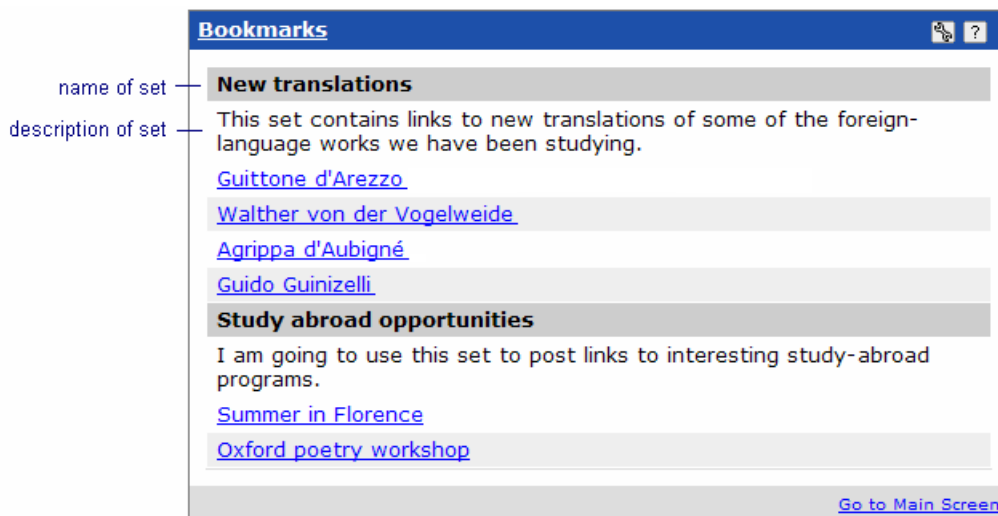 Bookmarks
?
name of set
New translations
description of set
This set contains links to new translations of some of the foreign-
language works we have been studying.
Guittone d'Arezzo
Walther von der Vogelweide
Agrippa d'Aubigné
Guido Guinizelli
Study abroad opportunities
I am going to use this set to post links to interesting study-abroad
programs.
Summer in Florence
Oxford poetry workshop
Go to Main Screen